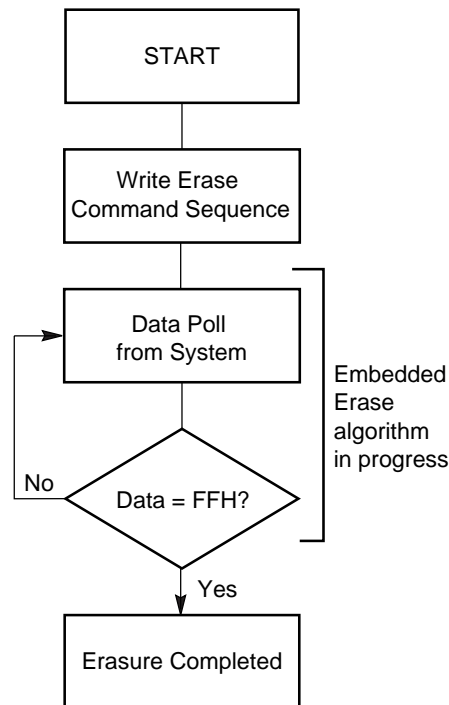 START
Write Erase
Command Sequence
Data Poll
from System
Embedded
Erase
algorithm
in progress
No
Data = FFH?
Yes
Erasure Completed